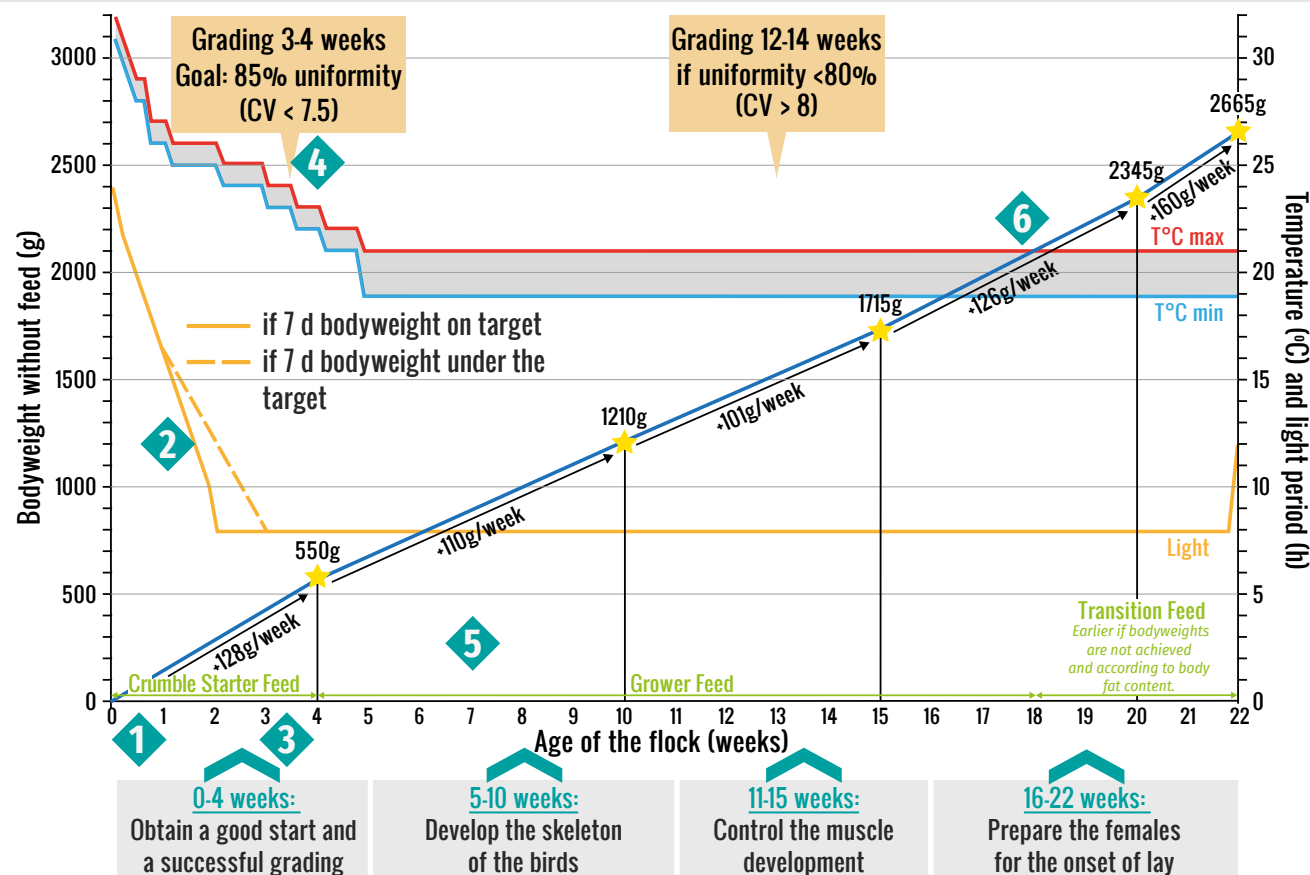 Grading 3-4 weeks
Goal: 85% uniformity
(CV < 7.5)
Grading 12-14 weeks
if uniformity <80%
(CV > 8)
Bodyweight without feed (g)
3000
2500
2000
1500
1000
500
0
Temperature (ºC) and light period (h)
30
25
20
15
10
5
0
4
6
2
5
1
3
if 7 d bodyweight on target
if 7 d bodyweight under the
target
2665g
2345g
1715g
1210g
550g
+160g/week
+126g/week
+101g/week
+110g/week
+128g/week
T°C max
T°C min
Light
Transition Feed
Earlier if bodyweights
are not achieved
and according to body
fat content.
Crumble Starter Feed
Grower Feed
0 1 2 3 4 5 6 7 8 9 10 11 12 13 14 15 16 17 18 19 20 21 22
Age of the flock (weeks)
0-4 weeks:
Obtain a good start and
a successful grading
5-10 weeks:
Develop the skeleton
of the birds
11-15 weeks:
Control the muscle
development
16-22 weeks:
Prepare the females
for the onset of lay